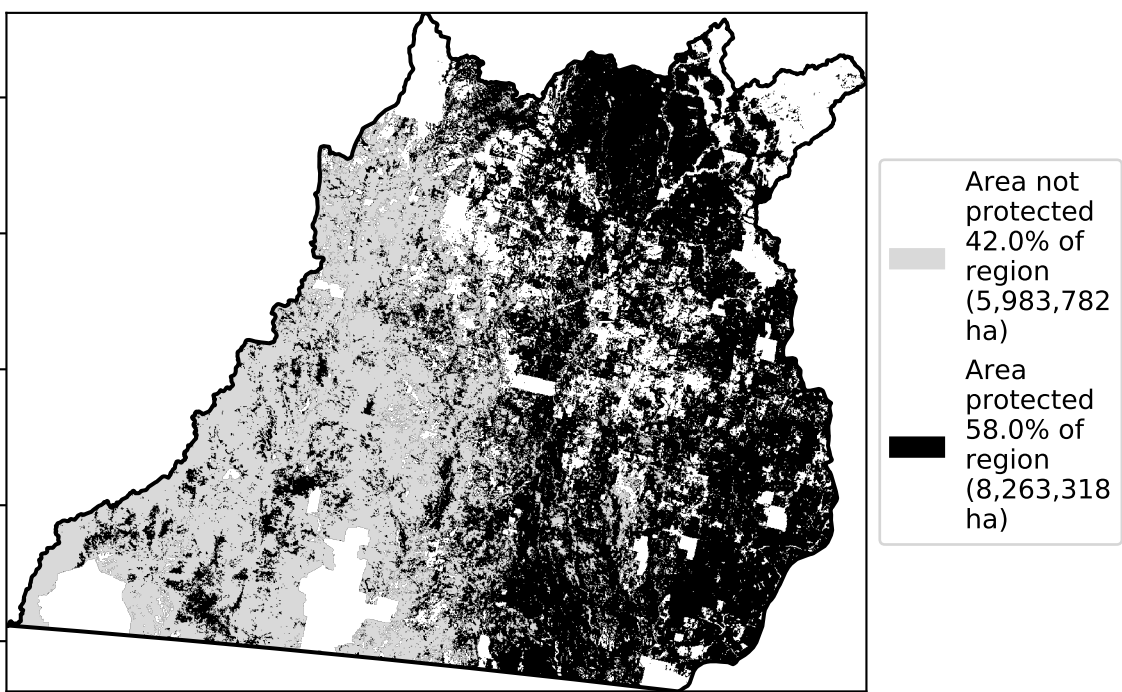 Area not
protected
42.0% of
region
(5,983,782
ha)
Area
protected
58.0% of
region
(8,263,318
ha)